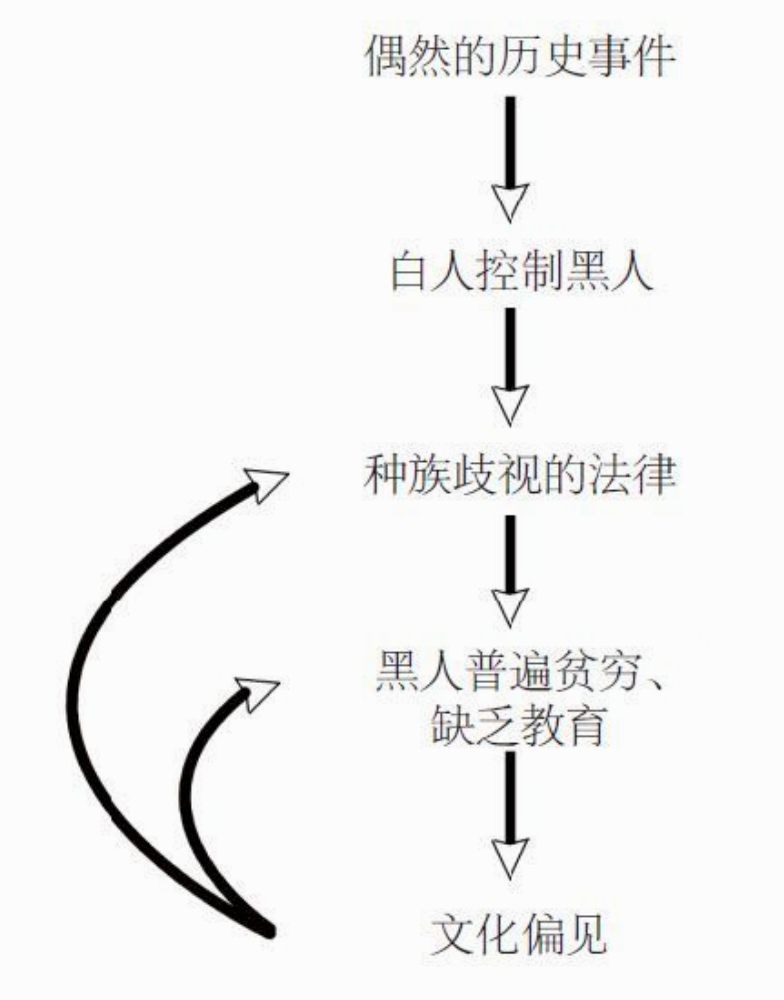 偶然的历史事件
白人控制黑人
种族歧视的法律
黑人普遍贫穷、
缺乏教育
文化偏见